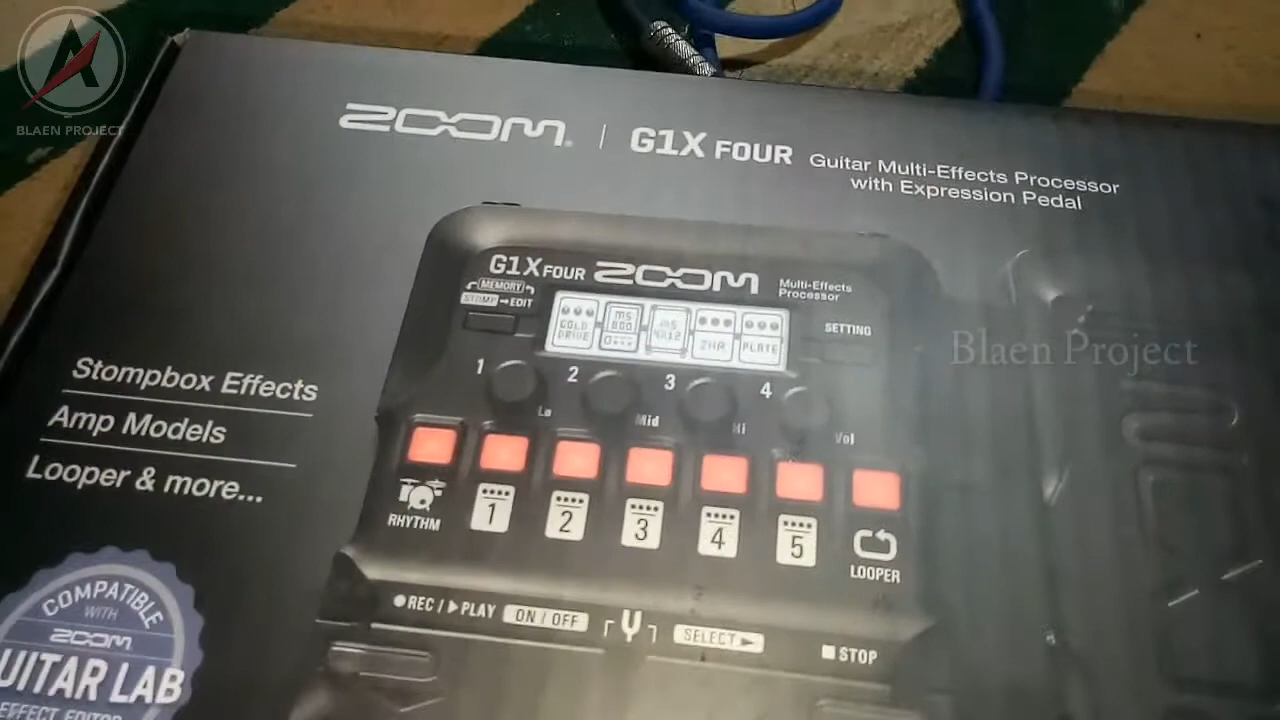 BLAEN PROJECT
ZOOM | G1X FOUR Guitar Multi-Effects Processor
with Expression Pedal
G1X FOUR ZOOM Multi-Effects
Processor
MEMORY
STOMP EDIT
GOLD DRIVE
MS 800
MS 4X12
2HR
PLATE
SETTING
Blaen Project
1 2 3 4
Lo Mid Hi Vol
Stompbox Effects
Amp Models
Looper & more...
RHYTHM 1 2 3 4 5 LOOPER
REC / PLAY ON / OFF SELECT STOP
COMPATIBLE
WITH
ZOOM
UITAR LAB
EFFECT EDITOR